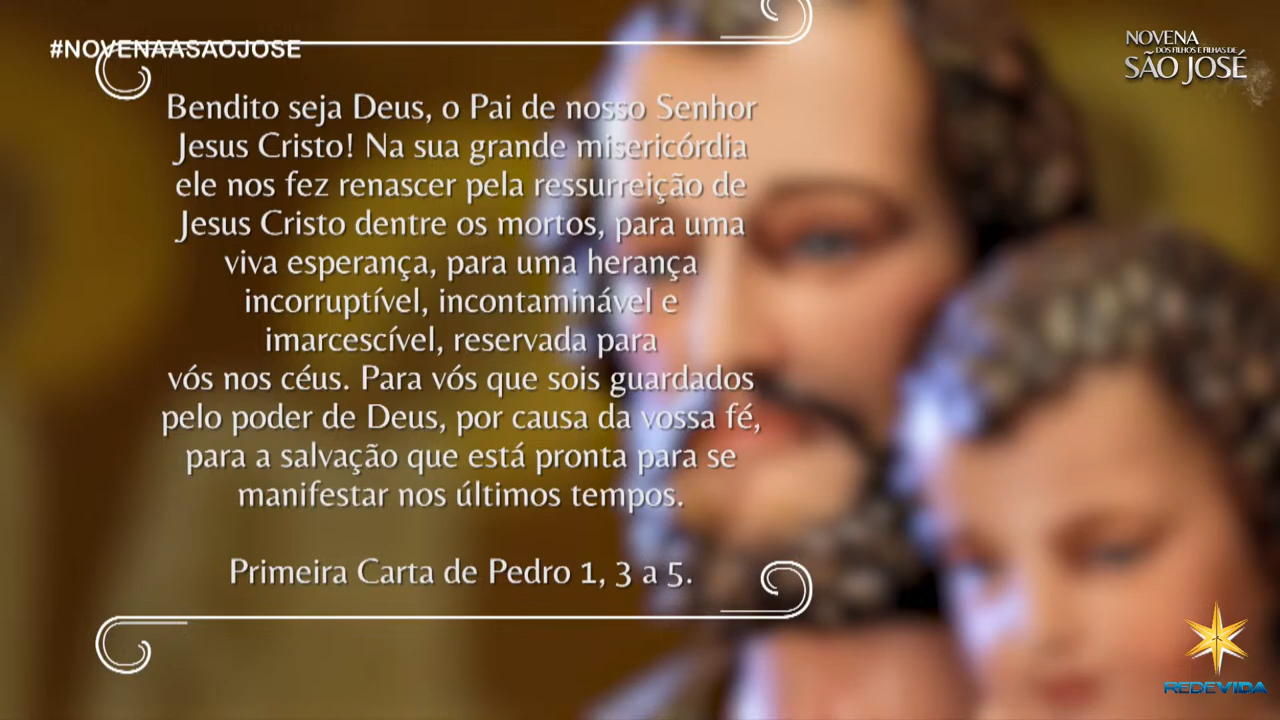 #NOVENAASAOJOSE
NOVENA
DOS FILHOS E FILHAS DE
SÃO JOSÉ
Bendito seja Deus, o Pai de nosso Senhor
Jesus Cristo! Na sua grande misericórdia
ele nos fez renascer pela ressurreição de
Jesus Cristo dentre os mortos, para uma
viva esperança, para uma herança
incorruptível, incontaminável e
imarcescível, reservada para
vós nos céus. Para vós que sois guardados
pelo poder de Deus, por causa da vossa fé,
para a salvação que está pronta para se
manifestar nos últimos tempos.
Primeira Carta de Pedro 1, 3 a 5.
REDEVIDA